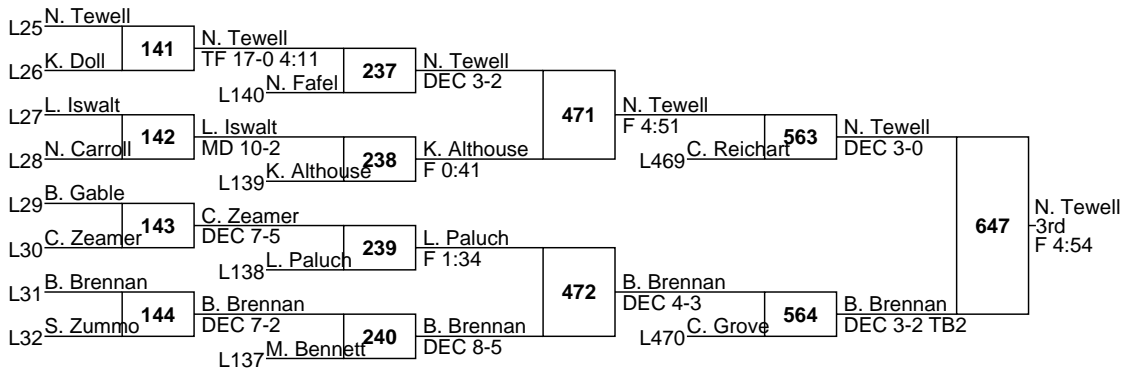 L25 N. Tewell
141
L26 K. Doll
N. Tewell
TF 17-0 4:11
L140 N. Fafel
237
N. Tewell
DEC 3-2
L27 L. Iswalt
142
L28 N. Carroll
L. Iswalt
MD 10-2
L139 K. Althouse
238
K. Althouse
F 0:41
471
N. Tewell
F 4:51
L469 C. Reichart
563
N. Tewell
DEC 3-0
L29 B. Gable
143
L30 C. Zeamer
C. Zeamer
DEC 7-5
L138 L. Paluch
239
L. Paluch
F 1:34
L31 B. Brennan
144
L32 S. Zummo
B. Brennan
DEC 7-2
L137 M. Bennett
240
B. Brennan
DEC 8-5
472
B. Brennan
DEC 4-3
L470 C. Grove
564
B. Brennan
DEC 3-2 TB2
647
N. Tewell
3rd
F 4:54